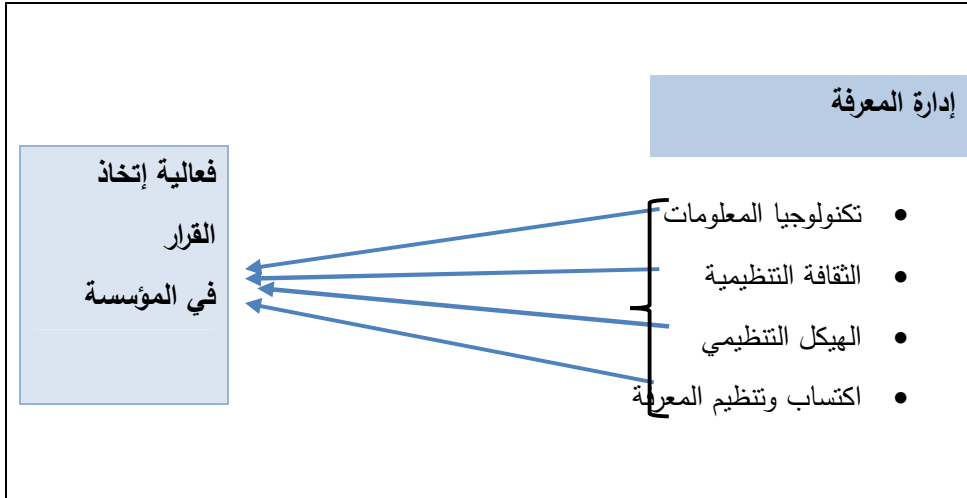 إدارة المعرفة
• تكنولوجيا المعلومات
• الثقافة التنظيمية
• الهيكل التنظيمي
• اكتساب وتنظيم المعرفة
فعالية إتخاذ
القرار
في المؤسسة